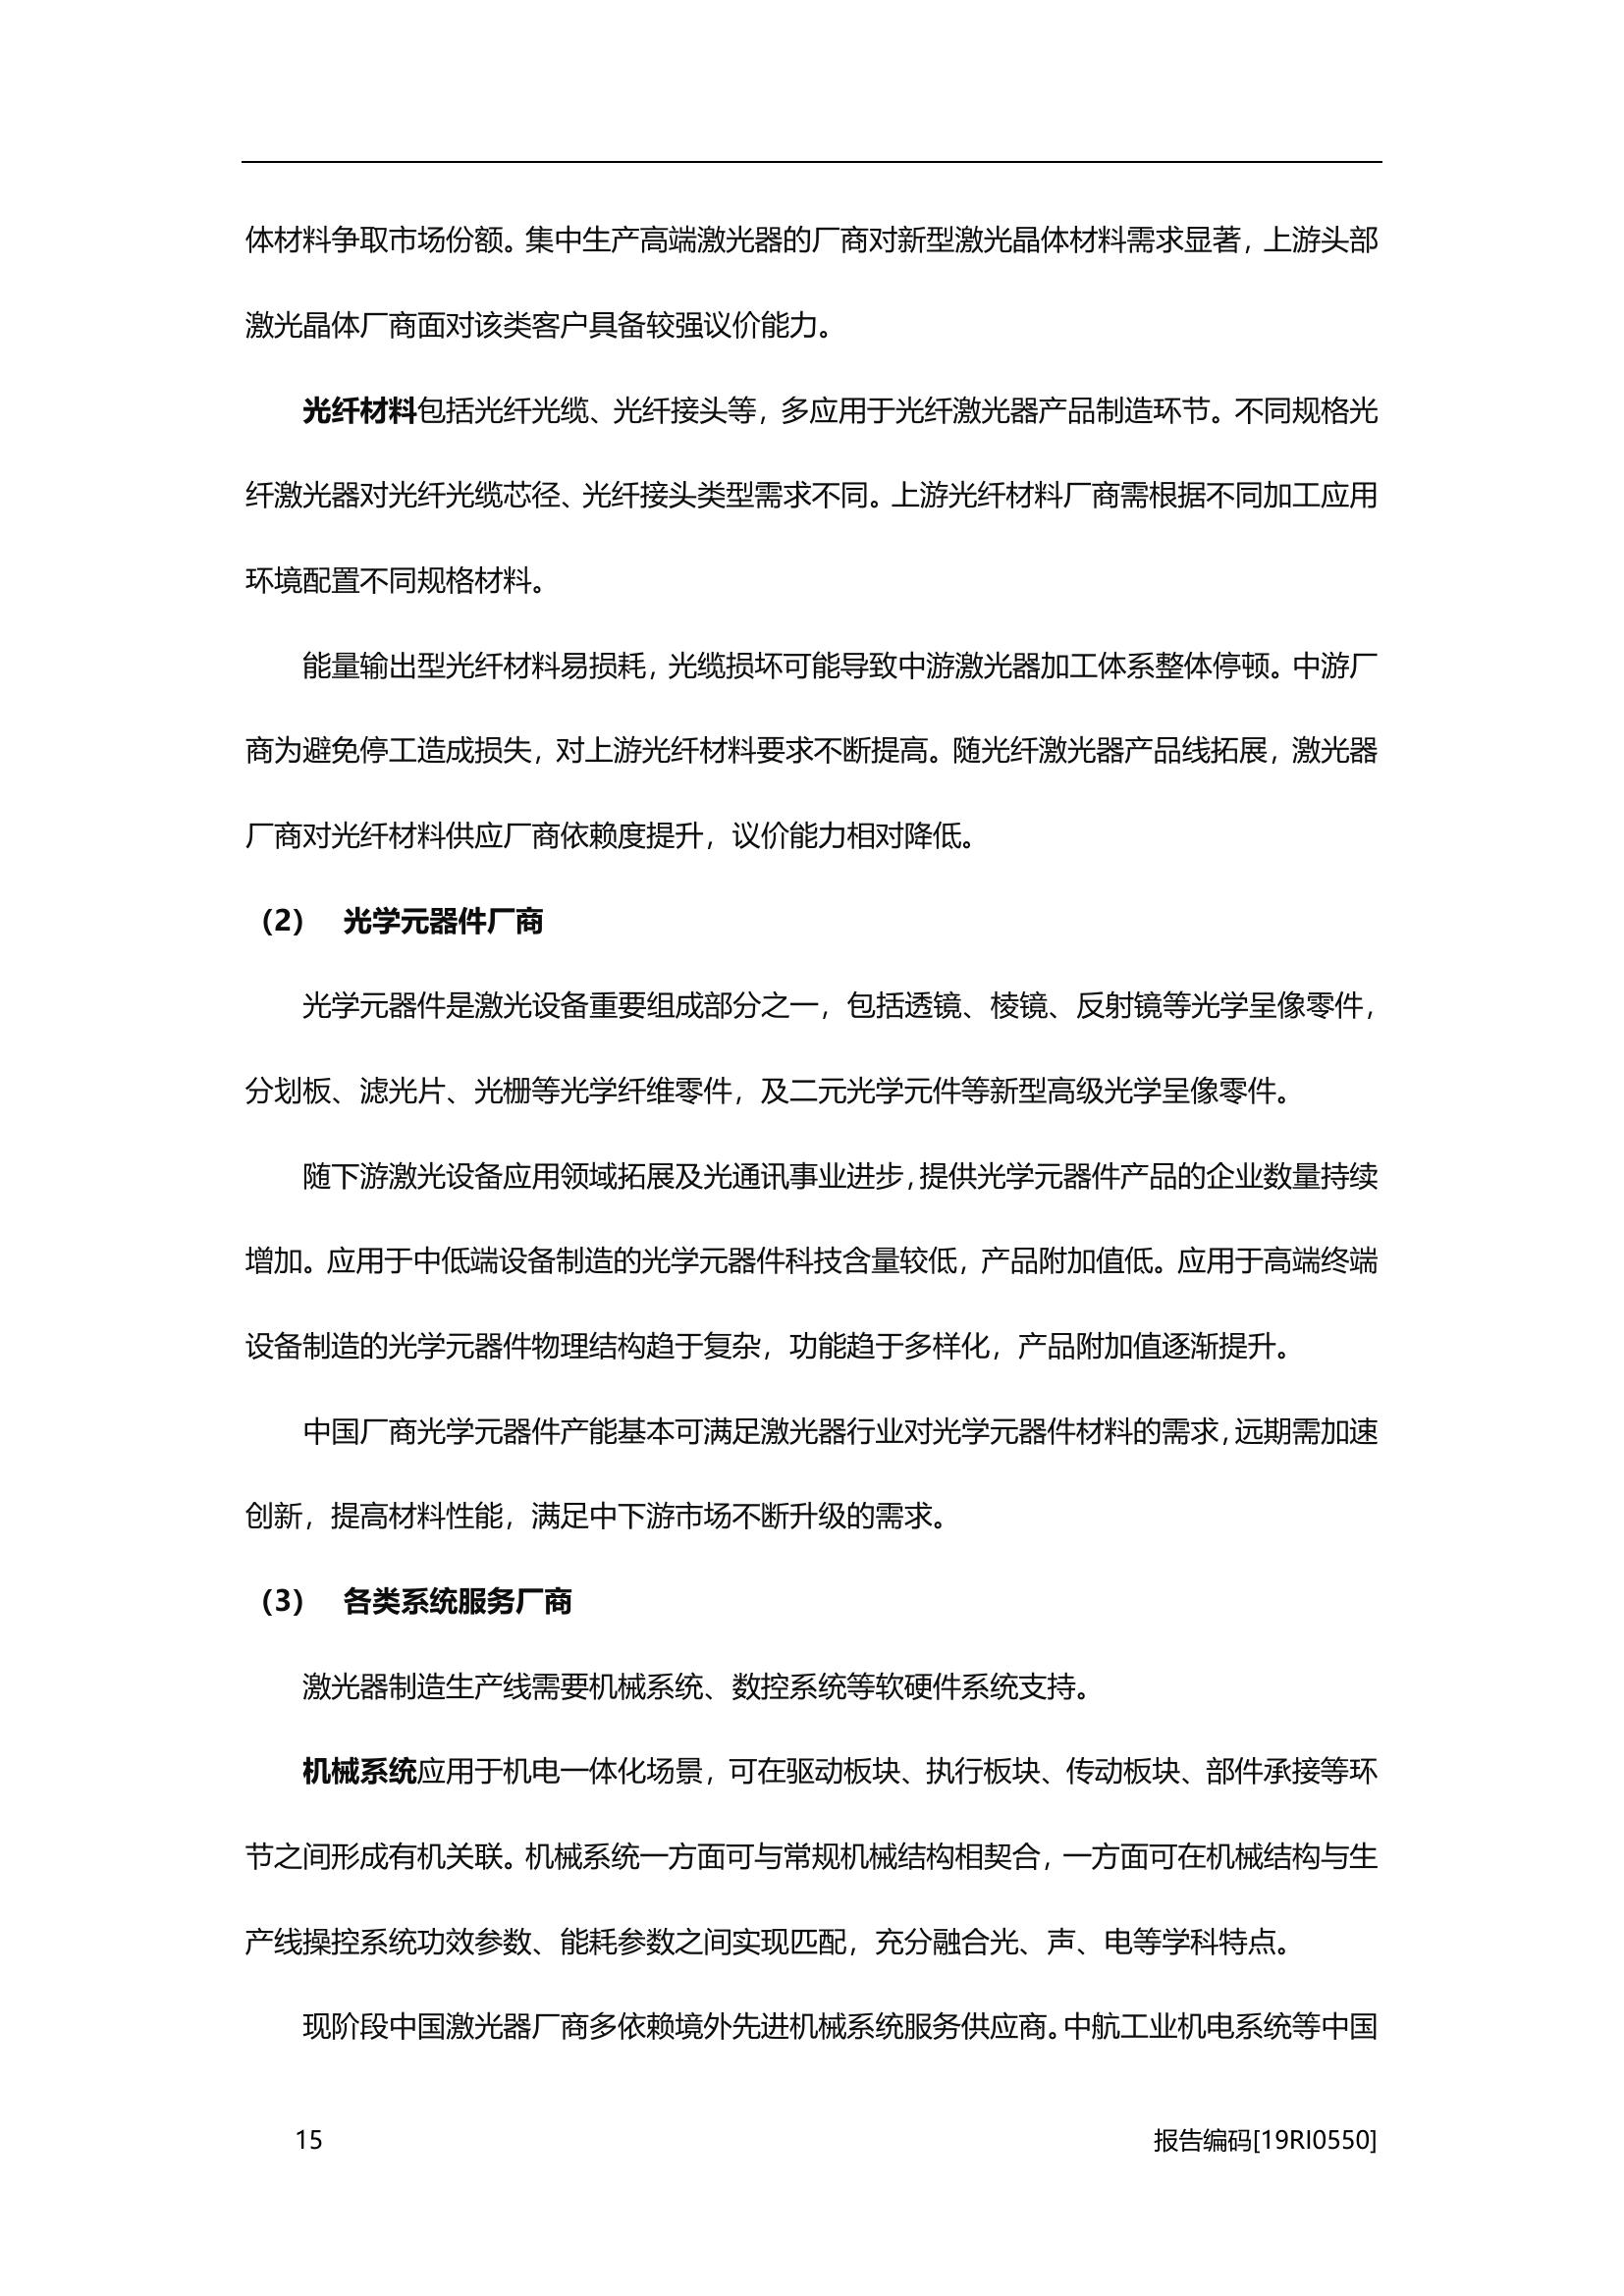 体材料争取市场份额。集中生产高端激光器的厂商对新型激光晶体材料需求显著，上游头部
激光晶体厂商面对该类客户具备较强议价能力。
光纤材料包括光纤光缆、光纤接头等，多应用于光纤激光器产品制造环节。不同规格光
纤激光器对光纤光缆芯径、光纤接头类型需求不同。上游光纤材料厂商需根据不同加工应用
环境配置不同规格材料。
能量输出型光纤材料易损耗，光缆损坏可能导致中游激光器加工体系整体停顿。中游厂
商为避免停工造成损失，对上游光纤材料要求不断提高。随光纤激光器产品线拓展，激光器
厂商对光纤材料供应厂商依赖度提升，议价能力相对降低。
（2） 光学元器件厂商
光学元器件是激光设备重要组成部分之一，包括透镜、棱镜、反射镜等光学呈像零件，
分划板、滤光片、光栅等光学纤维零件，及二元光学元件等新型高级光学呈像零件。
随下游激光设备应用领域拓展及光通讯事业进步，提供光学元器件产品的企业数量持续
增加。应用于中低端设备制造的光学元器件科技含量较低，产品附加值低。应用于高端终端
设备制造的光学元器件物理结构趋于复杂，功能趋于多样化，产品附加值逐渐提升。
中国厂商光学元器件产能基本可满足激光器行业对光学元器件材料的需求，远期需加速
创新，提高材料性能，满足中下游市场不断升级的需求。
（3） 各类系统服务厂商
激光器制造生产线需要机械系统、数控系统等软硬件系统支持。
机械系统应用于机电一体化场景，可在驱动板块、执行板块、传动板块、部件承接等环
节之间形成有机关联。机械系统一方面可与常规机械结构相契合，一方面可在机械结构与生
产线操控系统功效参数、能耗参数之间实现匹配，充分融合光、声、电等学科特点。
现阶段中国激光器厂商多依赖境外先进机械系统服务供应商。中航工业机电系统等中国
15 报告编码[19RI0550]